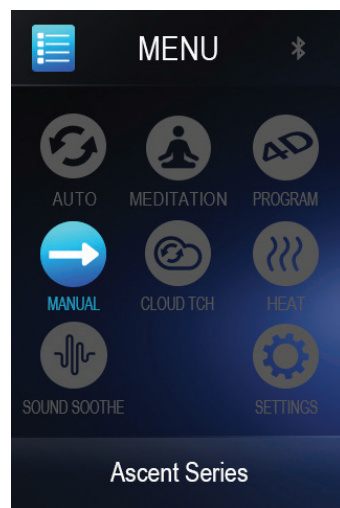 MENU
AUTO MEDITATION PROGRAM
4D
MANUAL CLOUD TCH HEAT
SOUND SOOTHE SETTINGS
Ascent Series